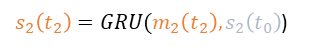 s₂(t₂) = GRU(m₂(t₂), s₂(t₀))